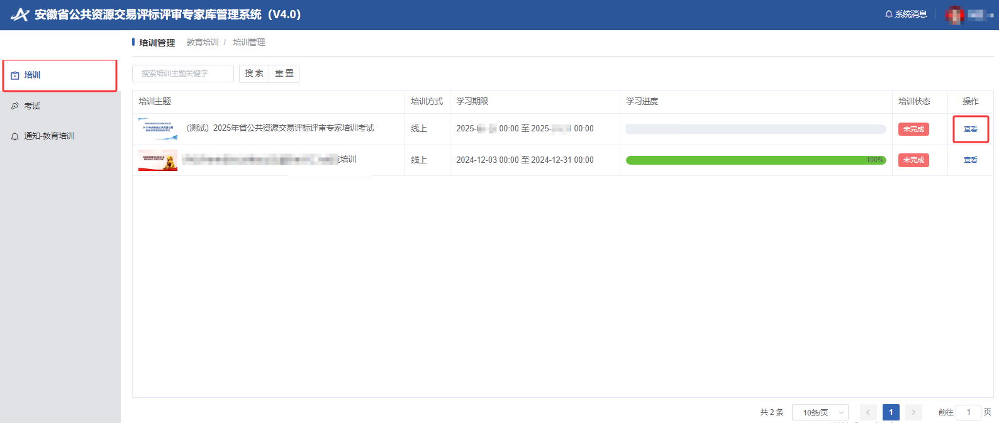 安徽省公共资源交易评标评审专家库管理系统（V4.0）
系统消息
培训管理 教育培训 / 培训管理
培训
考试
通知-教育培训
搜索培训主题关键字 搜 索 重 置
培训主题 培训方式 学习期限 学习进度 培训状态 操作
（测试）2025年省公共资源交易评标评审专家培训考试 线上 2025- 00:00 至 2025- 00:00 未完成 查看
培训 线上 2024-12-03 00:00 至 2024-12-31 00:00 100% 未完成 查看
共 2 条 10条/页 1 前往 1 页